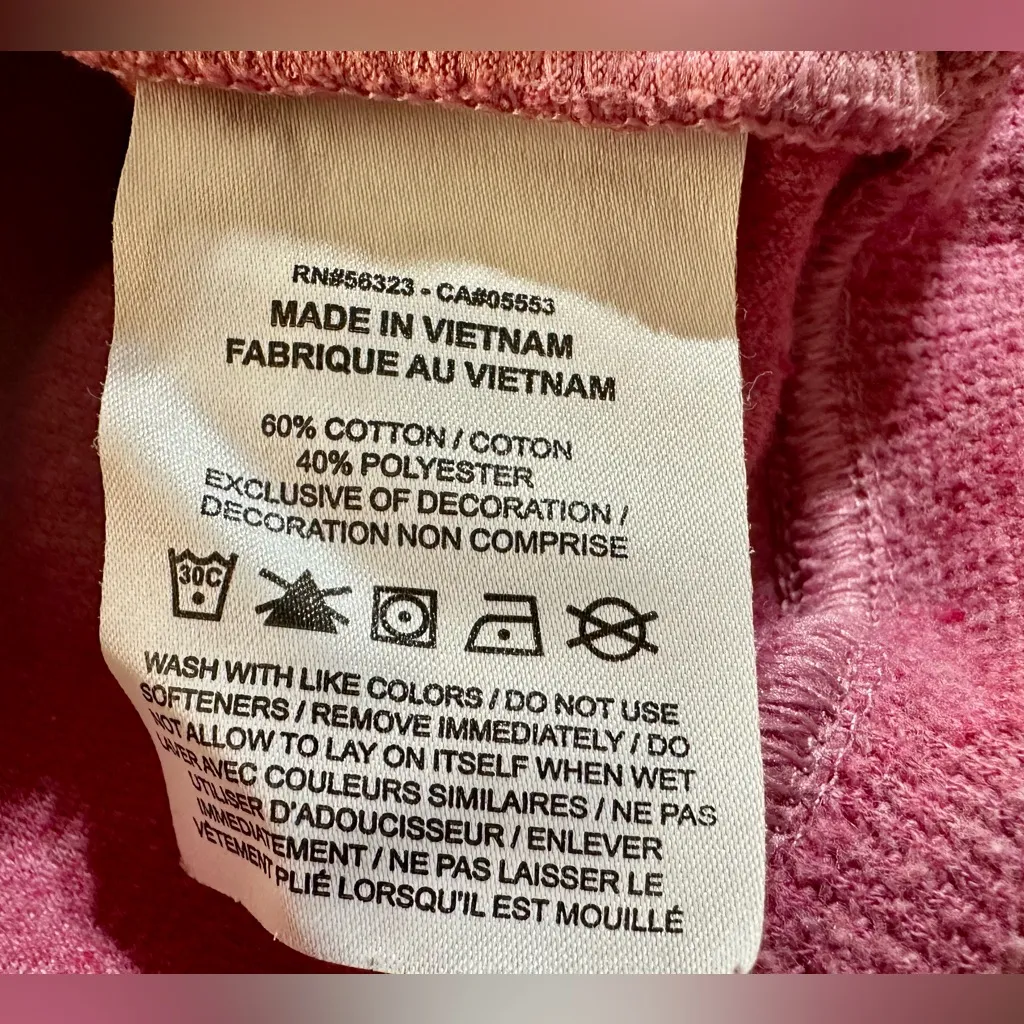 RN#56323 - CA#05553
MADE IN VIETNAM
FABRIQUE AU VIETNAM
60% COTTON / COTON
40% POLYESTER
EXCLUSIVE OF DECORATION /
DECORATION NON COMPRISE
30C
WASH WITH LIKE COLORS / DO NOT USE
SOFTENERS / REMOVE IMMEDIATELY / DO
NOT ALLOW TO LAY ON ITSELF WHEN WET
LAVER AVEC COULEURS SIMILAIRES / NE PAS
UTILISER D'ADOUCISSEUR / ENLEVER
IMMEDIATEMENT / NE PAS LAISSER LE
VÊTEMENT PLIÉ LORSQU'IL EST MOUILLÉ